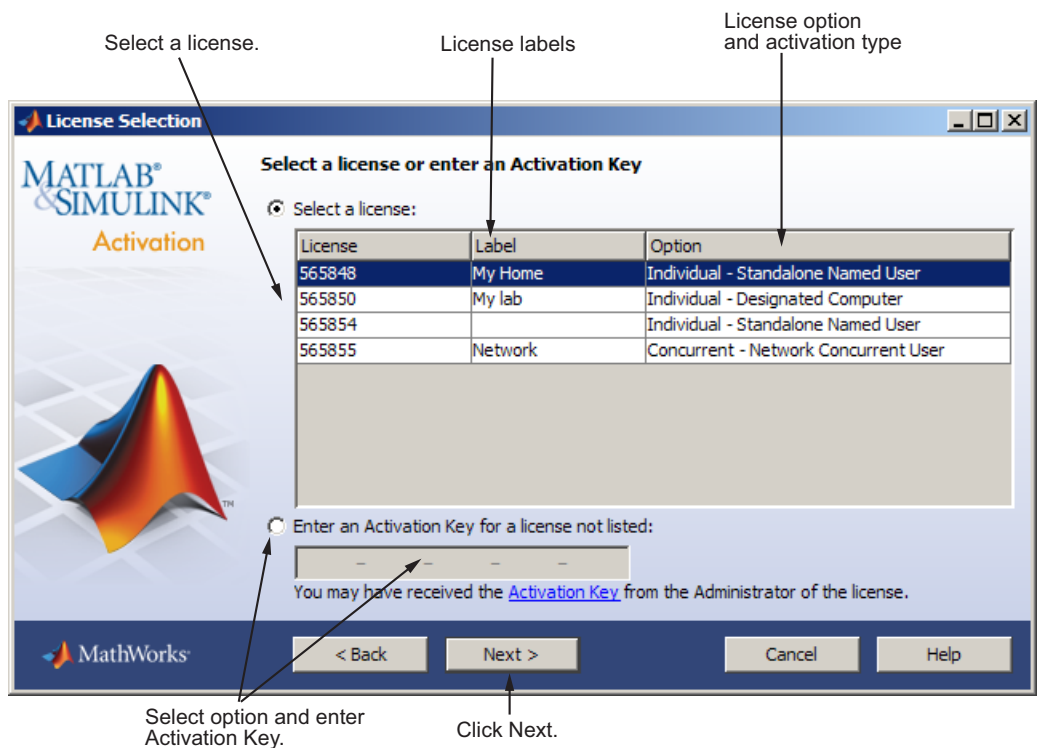 Select a license.
License labels
License option
and activation type
License Selection
MATLAB®
&SIMULINK®
Activation
Select a license or enter an Activation Key
Select a license:
License Label Option
565848 My Home Individual - Standalone Named User
565850 My lab Individual - Designated Computer
565854 Individual - Standalone Named User
565855 Network Concurrent - Network Concurrent User
TM
Enter an Activation Key for a license not listed:
– – – –
You may have received the Activation Key from the Administrator of the license.
MathWorks®
< Back
Next >
Cancel
Help
Select option and enter
Activation Key.
Click Next.